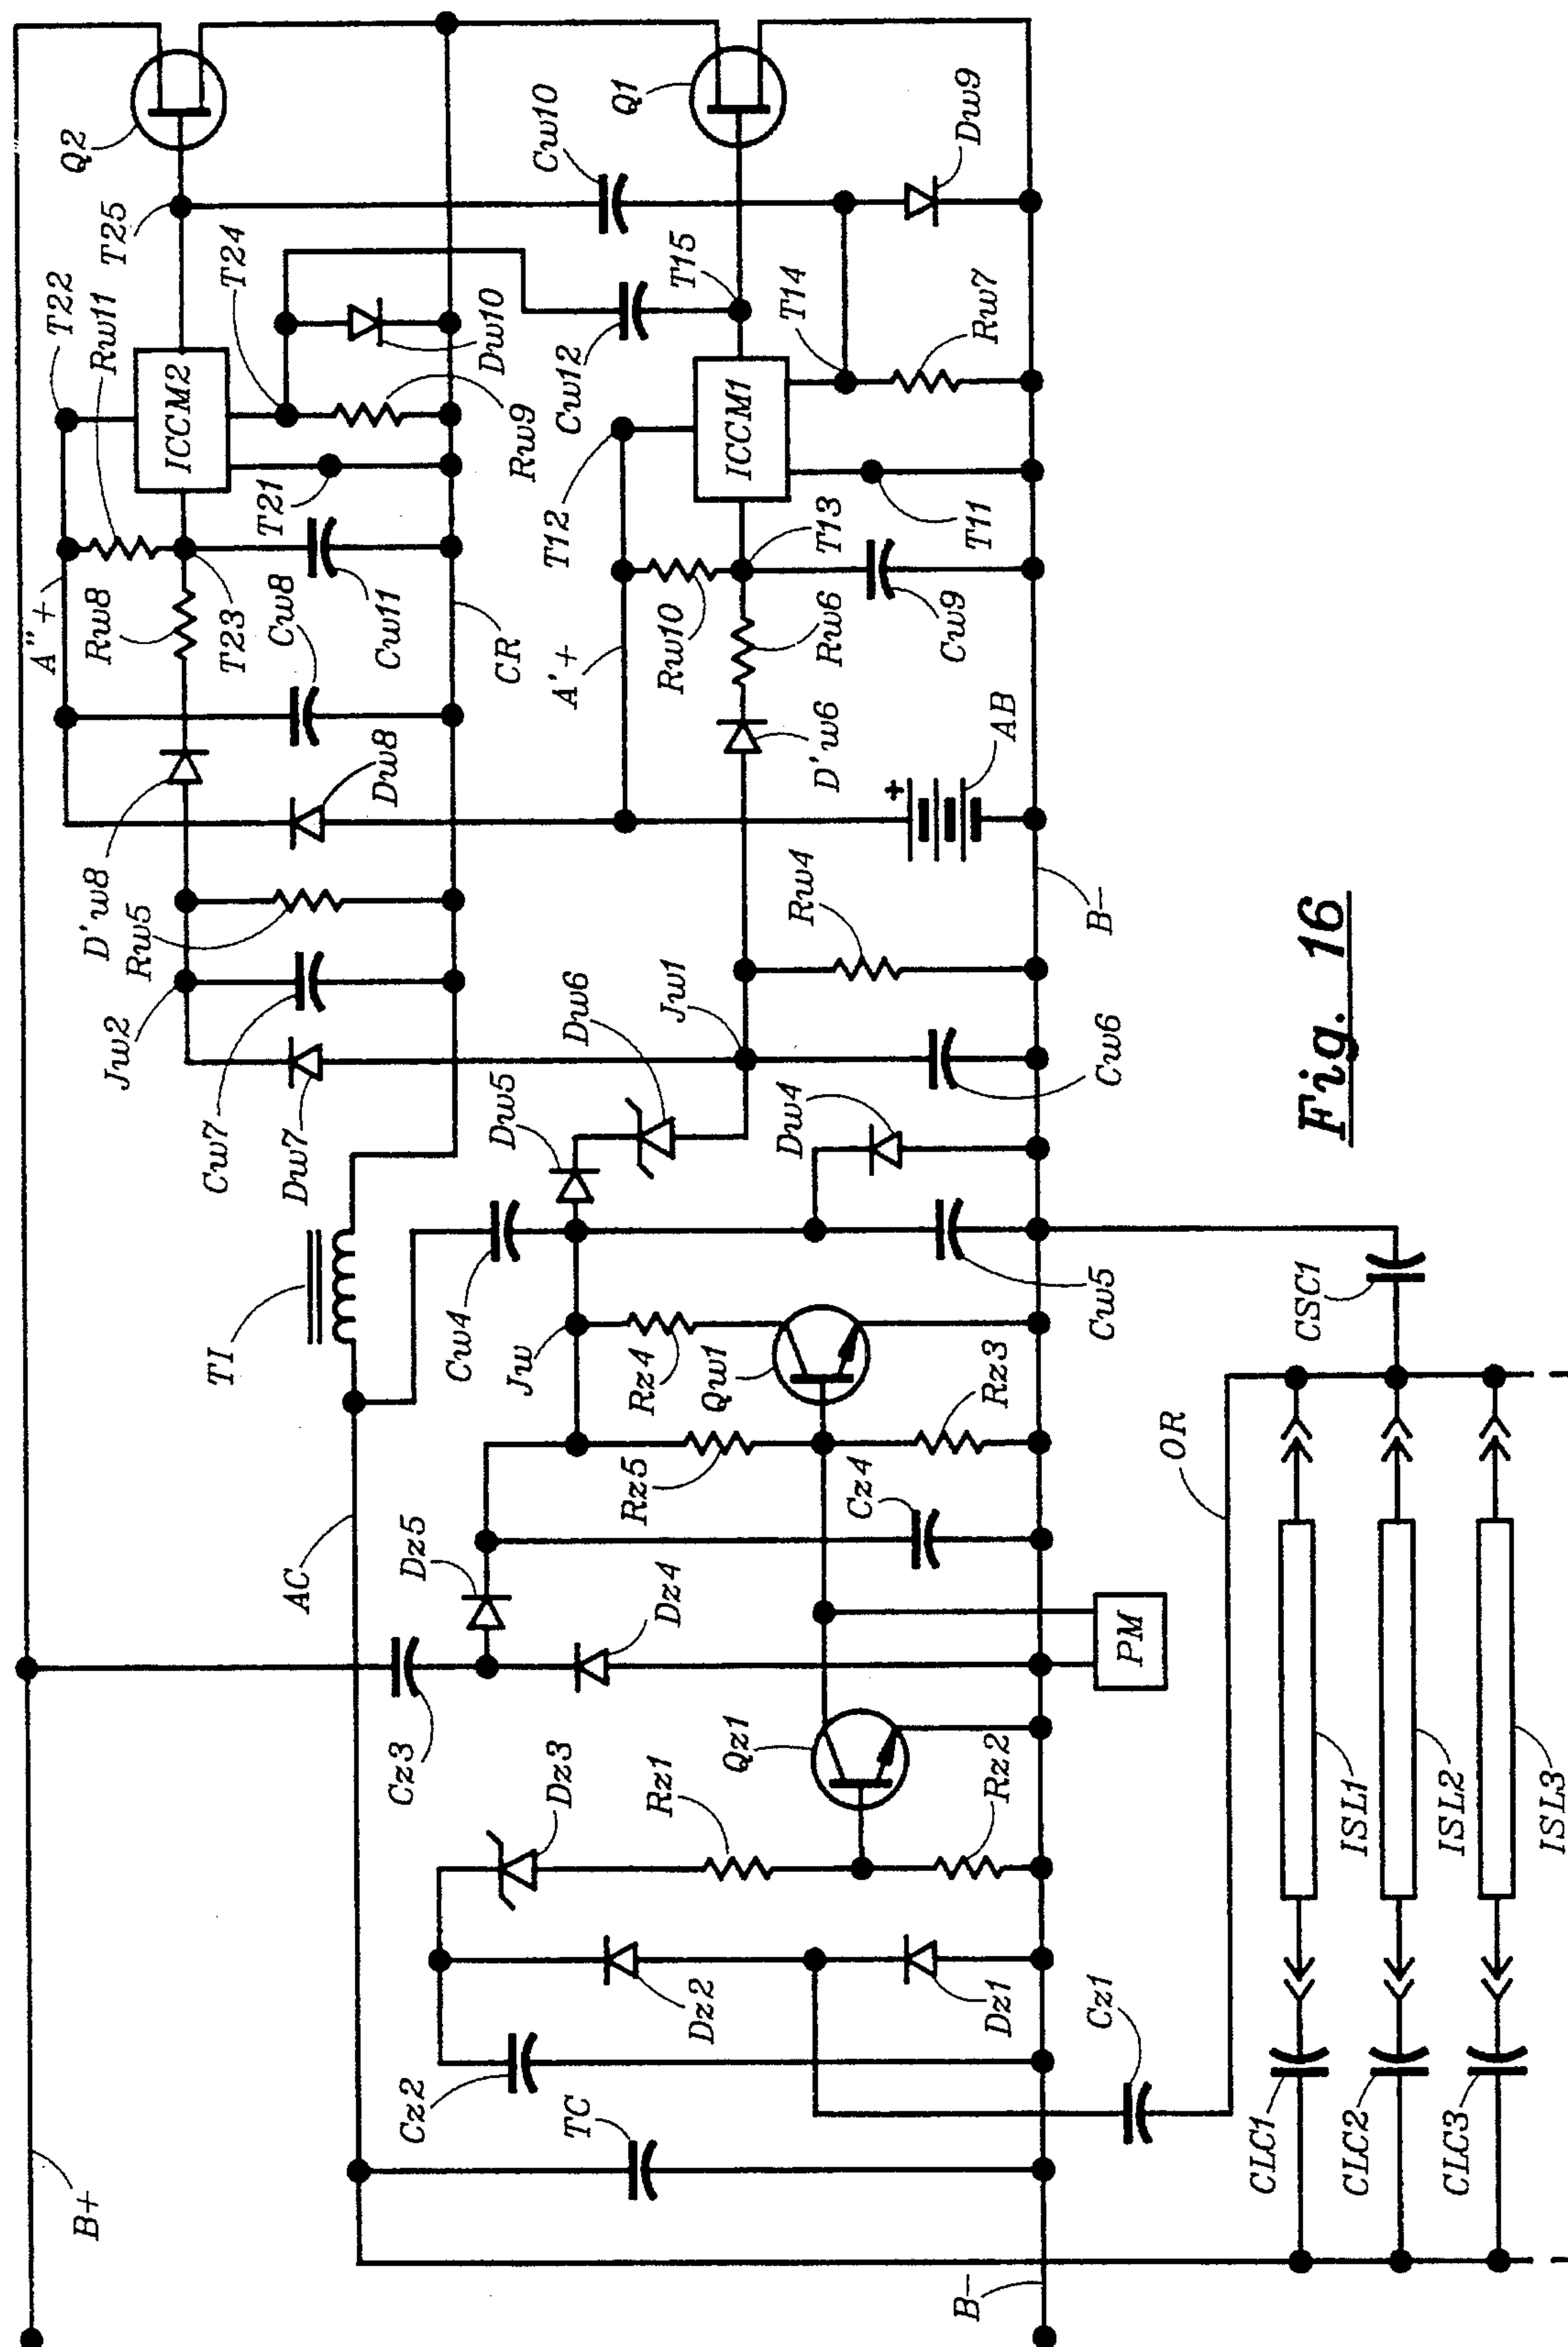 B+
B-
TC
Cz2
Dz2
Dz1
Cz1
Dz3
Rz1
Qz1
Rz2
Cz3
Dz4
PM
AC
Dz5
Cz4
Rz5
Rz4
Qw1
Rz3
Jw
Cw4
TI
Dw5
Dw4
Cw5
Dw6
Jw1
Cw6
Dw7
Cw7
Jw2
Rw5
D'w8
Rw4
B-
Dw8
AB
+
A"+
Rw8
T23
Cw8
Cw11
CR
A'+
Rw10
Rw6
D'w6
Cw9
T13
T11
T12
T22
Rw11
ICCM2
T21
T24
Rw9
Dw10
T25
Q2
Cw12
ICCM1
T15
T14
Rw7
Cw10
Q1
Dw9
CSC1
OR
ISL1
ISL2
ISL3
CLC1
CLC2
CLC3
Fig. 16